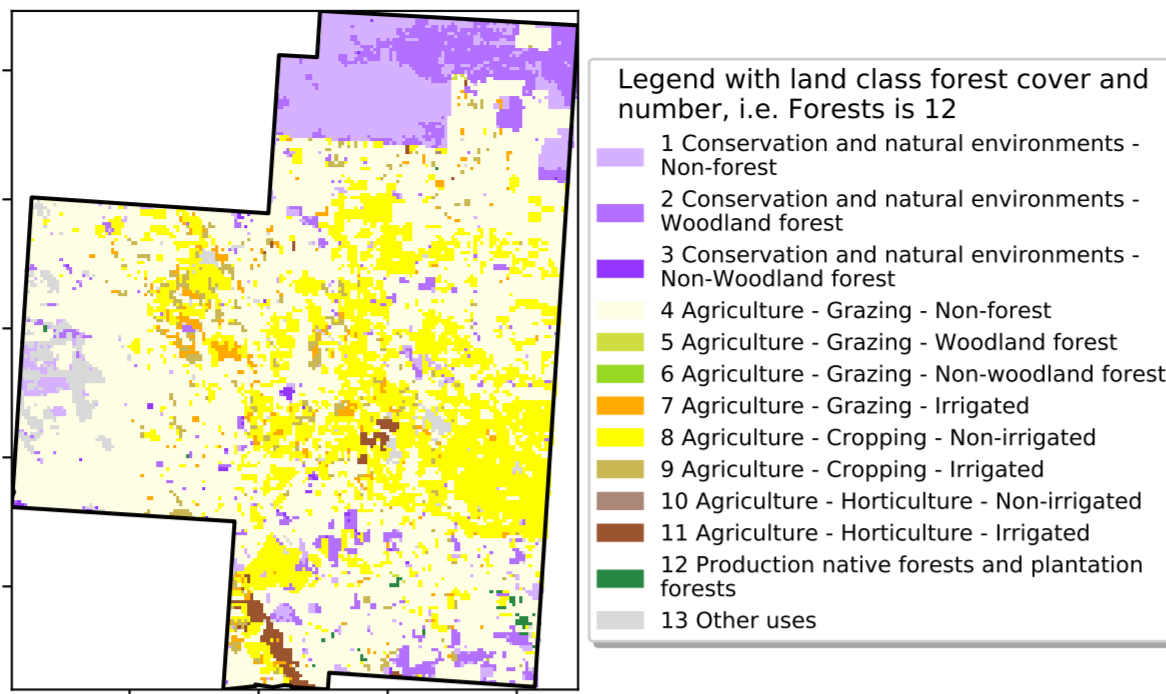 Legend with land class forest cover and
number, i.e. Forests is 12
1 Conservation and natural environments -
Non-forest
2 Conservation and natural environments -
Woodland forest
3 Conservation and natural environments -
Non-Woodland forest
4 Agriculture - Grazing - Non-forest
5 Agriculture - Grazing - Woodland forest
6 Agriculture - Grazing - Non-woodland forest
7 Agriculture - Grazing - Irrigated
8 Agriculture - Cropping - Non-irrigated
9 Agriculture - Cropping - Irrigated
10 Agriculture - Horticulture - Non-irrigated
11 Agriculture - Horticulture - Irrigated
12 Production native forests and plantation
forests
13 Other uses